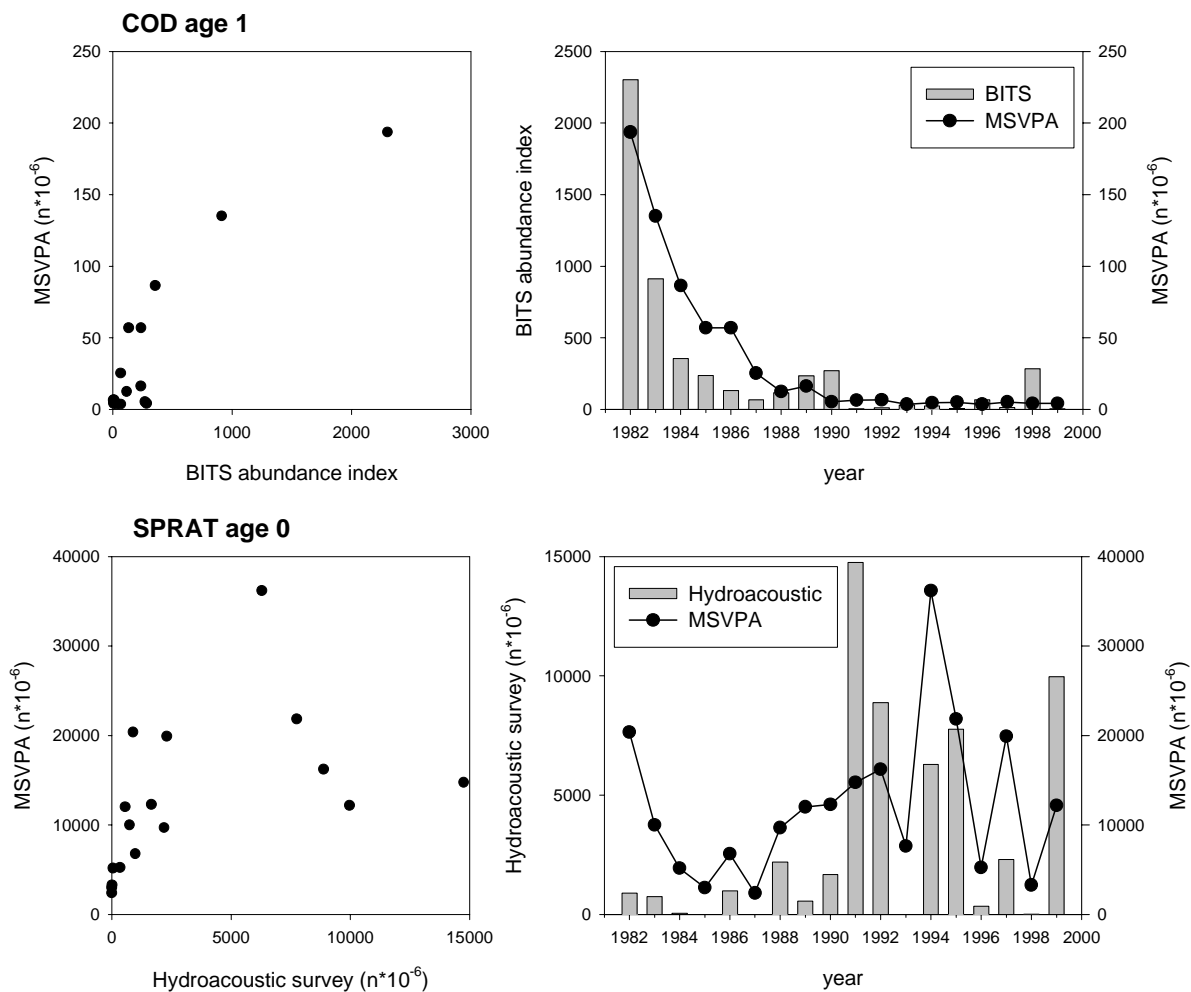 COD age 1
250
200
150
100
50
0
MSVPA (n*10-6)
0 1000 2000 3000
BITS abundance index
2500
2000
1500
1000
500
0
BITS abundance index
BITS
MSVPA
250
200
150
100
50
0
MSVPA (n*10-6)
1982 1984 1986 1988 1990 1992 1994 1996 1998 2000
year
SPRAT age 0
40000
30000
20000
10000
0
MSVPA (n*10-6)
0 5000 10000 15000
Hydroacoustic survey (n*10-6)
15000
10000
5000
0
Hydroacoustic survey (n*10-6)
Hydroacoustic
MSVPA
40000
30000
20000
10000
0
MSVPA (n*10-6)
1982 1984 1986 1988 1990 1992 1994 1996 1998 2000
year